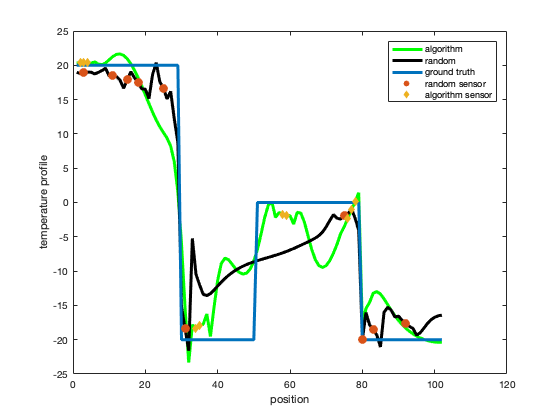 25
20
15
10
5
0
-5
-10
-15
-20
-25
0 20 40 60 80 100 120
temperature profile
position
algorithm
random
ground truth
random sensor
algorithm sensor